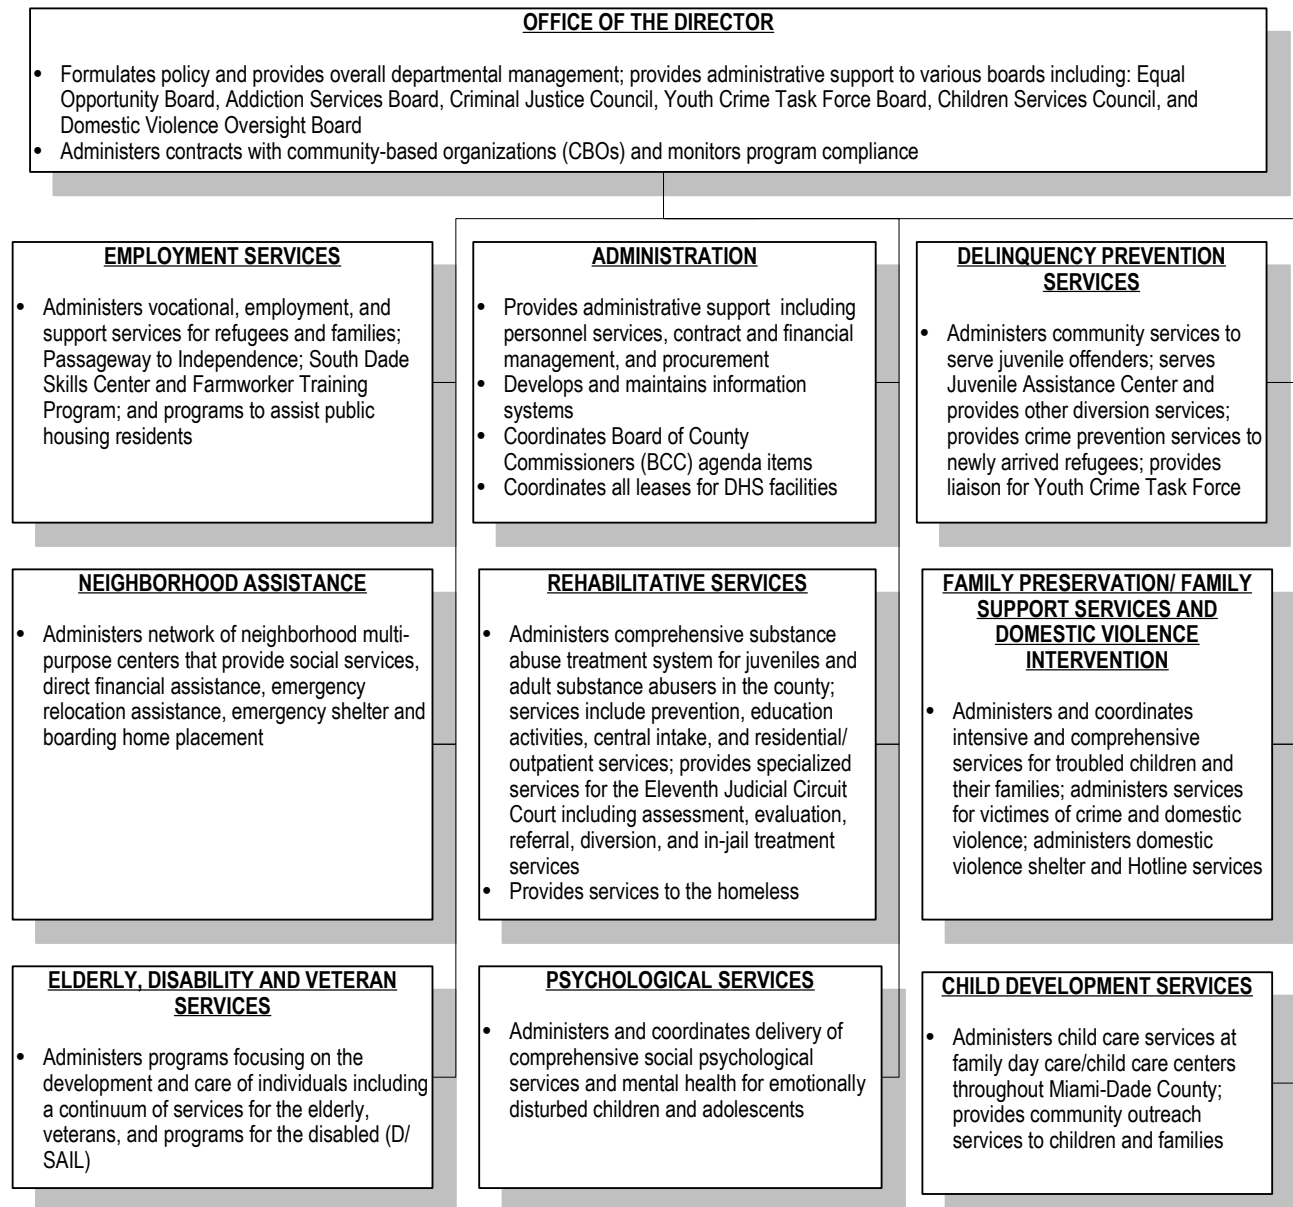 OFFICE OF THE DIRECTOR
• Formulates policy and provides overall departmental management; provides administrative support to various boards including: Equal
Opportunity Board, Addiction Services Board, Criminal Justice Council, Youth Crime Task Force Board, Children Services Council, and
Domestic Violence Oversight Board
• Administers contracts with community-based organizations (CBOs) and monitors program compliance
EMPLOYMENT SERVICES
• Administers vocational, employment, and
support services for refugees and families;
Passageway to Independence; South Dade
Skills Center and Farmworker Training
Program; and programs to assist public
housing residents
ADMINISTRATION
• Provides administrative support including
personnel services, contract and financial
management, and procurement
• Develops and maintains information
systems
• Coordinates Board of County
Commissioners (BCC) agenda items
• Coordinates all leases for DHS facilities
DELINQUENCY PREVENTION
SERVICES
• Administers community services to
serve juvenile offenders; serves
Juvenile Assistance Center and
provides other diversion services;
provides crime prevention services to
newly arrived refugees; provides
liaison for Youth Crime Task Force
NEIGHBORHOOD ASSISTANCE
• Administers network of neighborhood multi-
purpose centers that provide social services,
direct financial assistance, emergency
relocation assistance, emergency shelter and
boarding home placement
REHABILITATIVE SERVICES
• Administers comprehensive substance
abuse treatment system for juveniles and
adult substance abusers in the county;
services include prevention, education
activities, central intake, and residential/
outpatient services; provides specialized
services for the Eleventh Judicial Circuit
Court including assessment, evaluation,
referral, diversion, and in-jail treatment
services
• Provides services to the homeless
FAMILY PRESERVATION/ FAMILY
SUPPORT SERVICES AND
DOMESTIC VIOLENCE
INTERVENTION
• Administers and coordinates
intensive and comprehensive
services for troubled children and
their families; administers services
for victimes of crime and domestic
violence; administers domestic
violence shelter and Hotline services
ELDERLY, DISABILITY AND VETERAN
SERVICES
• Administers programs focusing on the
development and care of individuals including
a continuum of services for the elderly,
veterans, and programs for the disabled (D/
SAIL)
PSYCHOLOGICAL SERVICES
• Administers and coordinates delivery of
comprehensive social psychological
services and mental health for emotionally
disturbed children and adolescents
CHILD DEVELOPMENT SERVICES
• Administers child care services at
family day care/child care centers
throughout Miami-Dade County;
provides community outreach
services to children and families